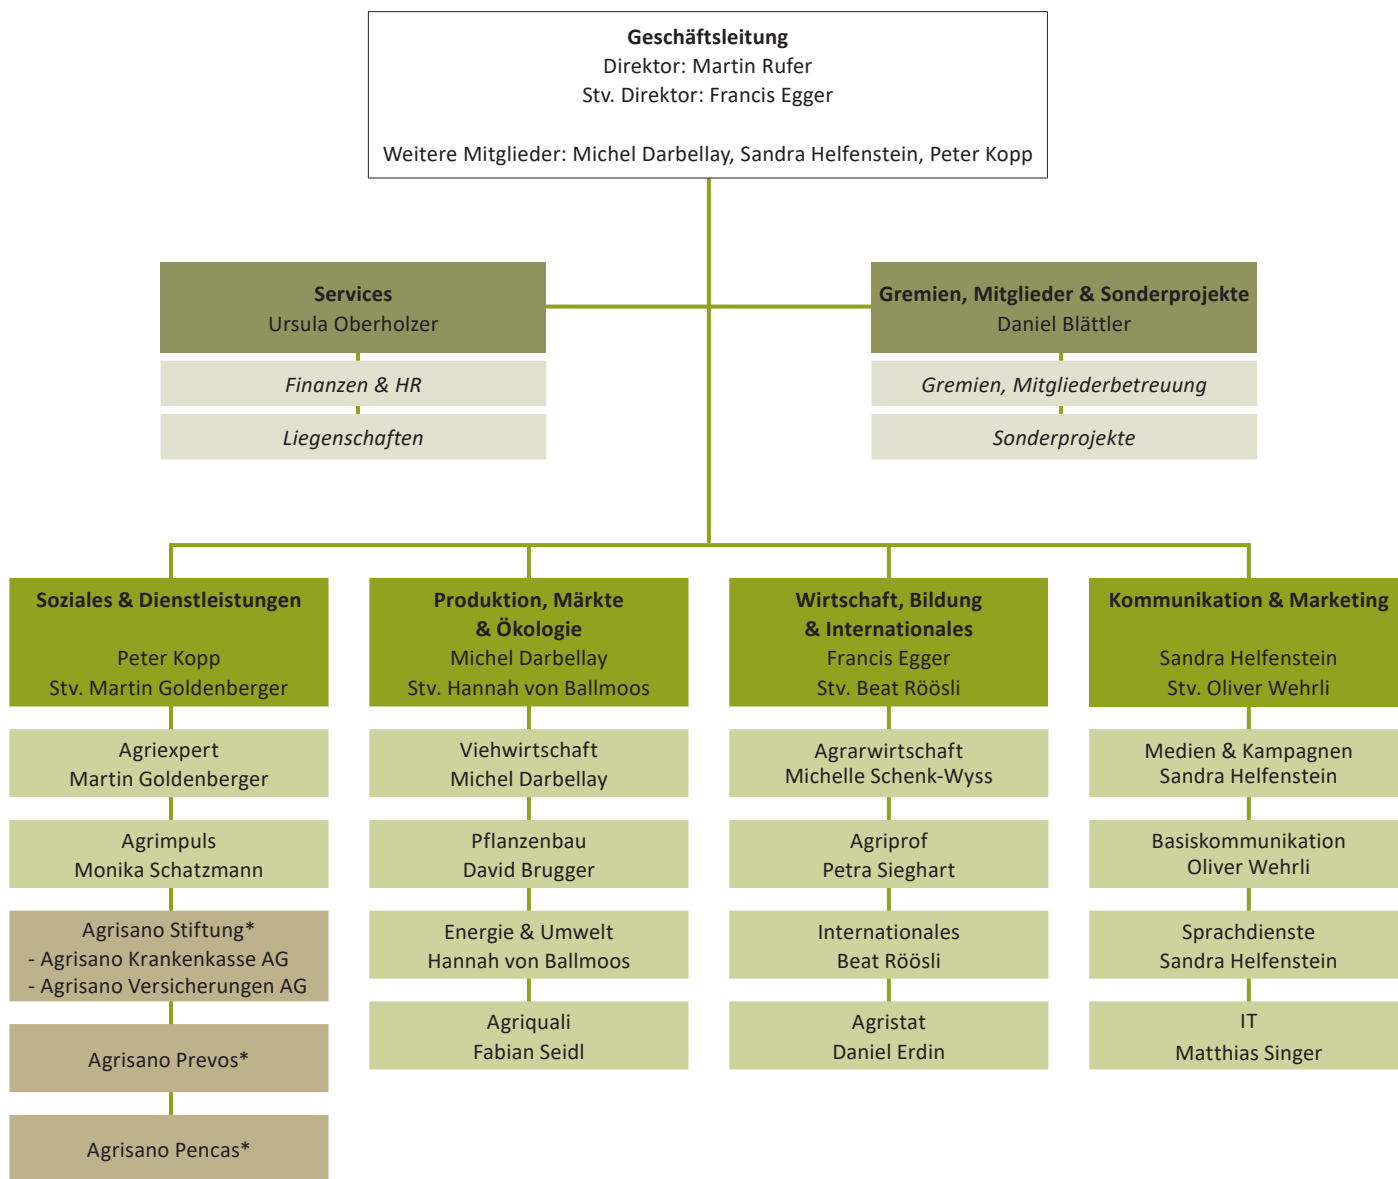 Geschäftsleitung
Direktor: Martin Rufer
Stv. Direktor: Francis Egger
Weitere Mitglieder: Michel Darbellay, Sandra Helfenstein, Peter Kopp
Services
Ursula Oberholzer
Finanzen & HR
Liegenschaften
Gremien, Mitglieder & Sonderprojekte
Daniel Blättler
Gremien, Mitgliederbetreuung
Sonderprojekte
Soziales & Dienstleistungen
Peter Kopp
Stv. Martin Goldenberger
Agriexpert
Martin Goldenberger
Agrimpuls
Monika Schatzmann
Agrisano Stiftung*
- Agrisano Krankenkasse AG
- Agrisano Versicherungen AG
Agrisano Prevos*
Agrisano Pencas*
Produktion, Märkte
& Ökologie
Michel Darbellay
Stv. Hannah von Ballmoos
Viehwirtschaft
Michel Darbellay
Pflanzenbau
David Brugger
Energie & Umwelt
Hannah von Ballmoos
Agriquali
Fabian Seidl
Wirtschaft, Bildung
& Internationales
Francis Egger
Stv. Beat Röösli
Agrarwirtschaft
Michelle Schenk-Wyss
Agriprof
Petra Sieghart
Internationales
Beat Röösli
Agristat
Daniel Erdin
Kommunikation & Marketing
Sandra Helfenstein
Stv. Oliver Wehrli
Medien & Kampagnen
Sandra Helfenstein
Basiskommunikation
Oliver Wehrli
Sprachdienste
Sandra Helfenstein
IT
Matthias Singer